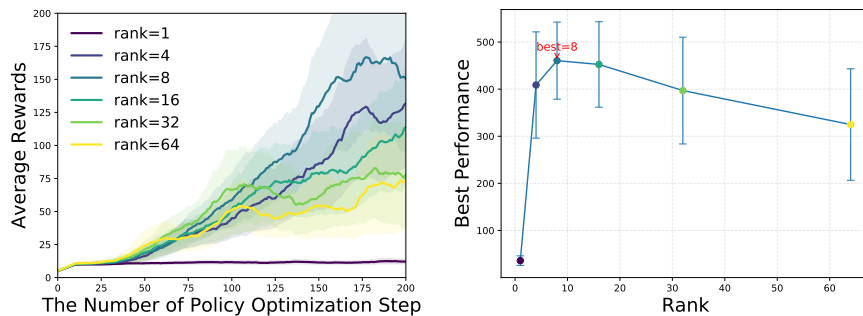 Average Rewards
200
175
150
125
100
75
50
25
0
rank=1
rank=4
rank=8
rank=16
rank=32
rank=64
0 25 50 75 100 125 150 175 200
The Number of Policy Optimization Step
Best Performance
500
400
300
200
100
best=8
0 10 20 30 40 50 60
Rank